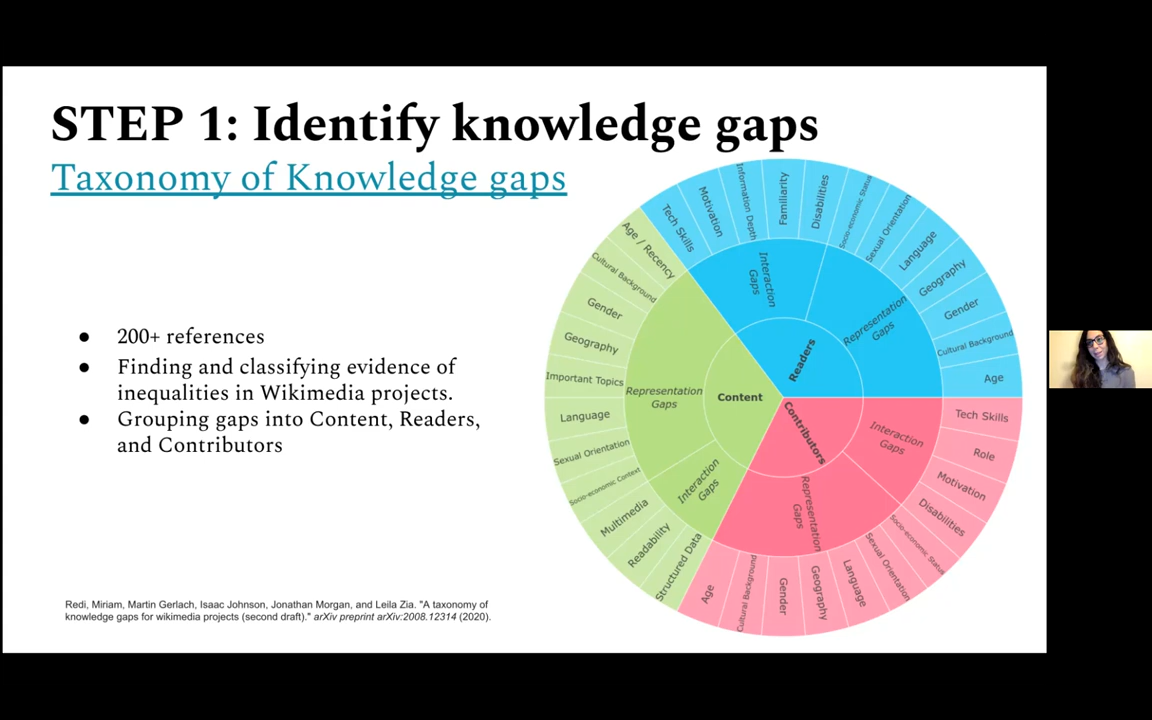 STEP 1: Identify knowledge gaps
Taxonomy of Knowledge gaps
● 200+ references
● Finding and classifying evidence of
inequalities in Wikimedia projects.
● Grouping gaps into Content, Readers,
and Contributors
Redi, Miriam, Martin Gerlach, Isaac Johnson, Jonathan Morgan, and Leila Zia. "A taxonomy of
knowledge gaps for wikimedia projects (second draft)." arXiv preprint arXiv:2008.12314 (2020).
Readers
Interaction
Gaps
Tech Skills
Motivation
Information Depth
Familiarity
Disabilities
Representation
Gaps
Socio-economic Status
Sexual Orientation
Language
Geography
Gender
Cultural Background
Age
Contributors
Interaction
Gaps
Tech Skills
Role
Motivation
Disabilities
Representation
Gaps
Socio-economic Status
Sexual Orientation
Language
Geography
Gender
Cultural Background
Age
Content
Interaction
Gaps
Structured Data
Readability
Multimedia
Representation
Gaps
Socio-economic Context
Sexual Orientation
Language
Important Topics
Geography
Gender
Cultural Background
Age / Recency